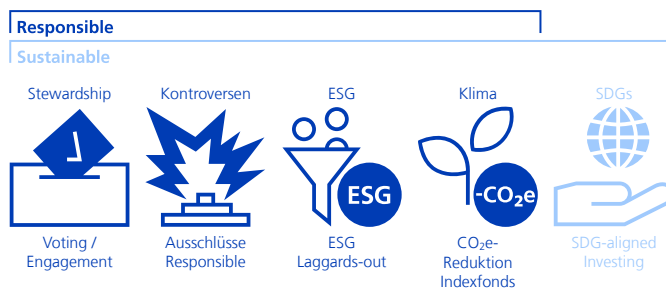 Responsible
Sustainable
Stewardship
Kontroversen
ESG
Klima
SDGs
ESG
-CO₂e
Voting /
Engagement
Ausschlüsse
Responsible
ESG
Laggards-out
CO₂e-
Reduktion
Indexfonds
SDG-aligned
Investing